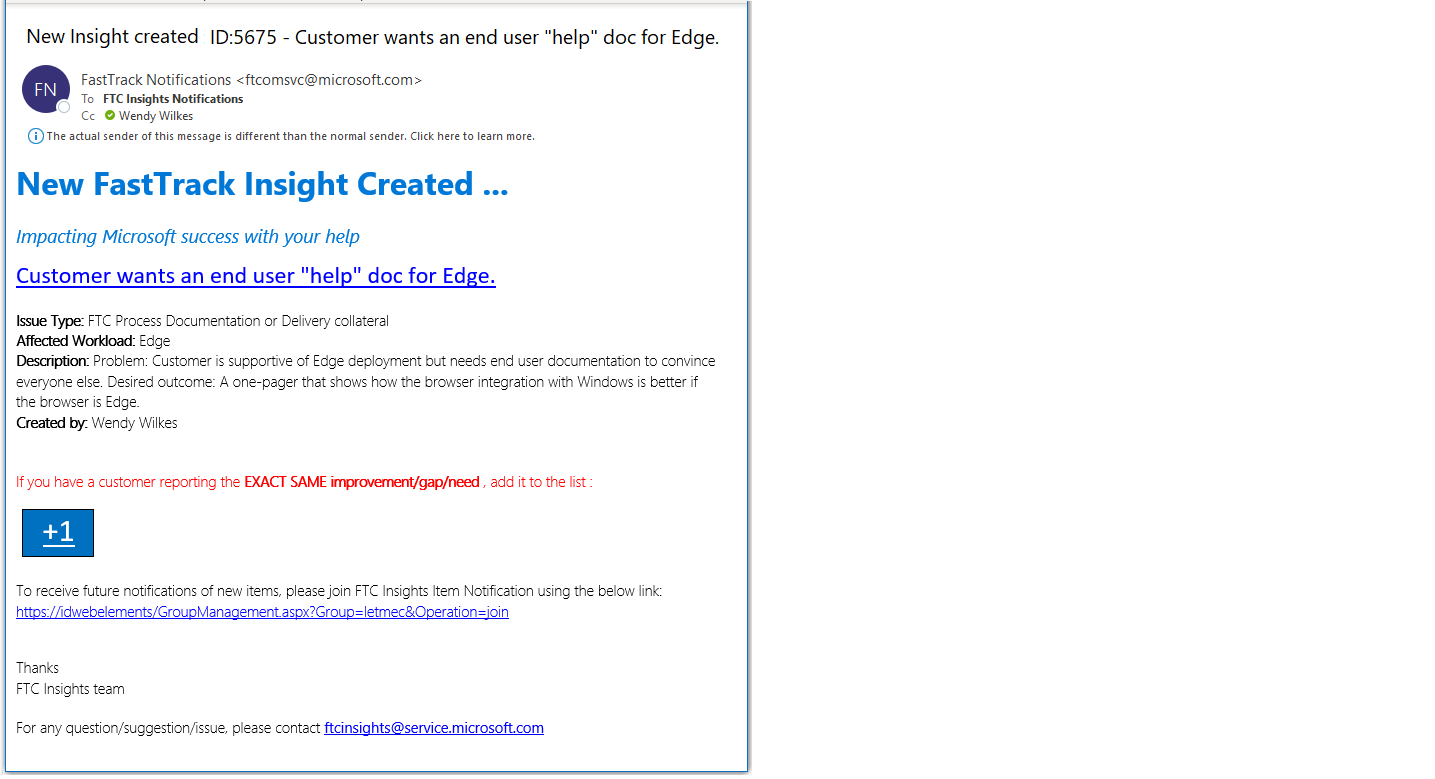 New Insight created ID:5675 - Customer wants an end user "help" doc for Edge.
FN
FastTrack Notifications <ftcomsvc@microsoft.com>
To FTC Insights Notifications
Cc Wendy Wilkes
The actual sender of this message is different than the normal sender. Click here to learn more.
New FastTrack Insight Created ...
Impacting Microsoft success with your help
Customer wants an end user "help" doc for Edge.
Issue Type: FTC Process Documentation or Delivery collateral
Affected Workload: Edge
Description: Problem: Customer is supportive of Edge deployment but needs end user documentation to convince
everyone else. Desired outcome: A one-pager that shows how the browser integration with Windows is better if
the browser is Edge.
Created by: Wendy Wilkes
If you have a customer reporting the EXACT SAME improvement/gap/need , add it to the list :
+1
To receive future notifications of new items, please join FTC Insights Item Notification using the below link:
https://idwebelements/GroupManagement.aspx?Group=letmec&Operation=join
Thanks
FTC Insights team
For any question/suggestion/issue, please contact ftcinsights@service.microsoft.com